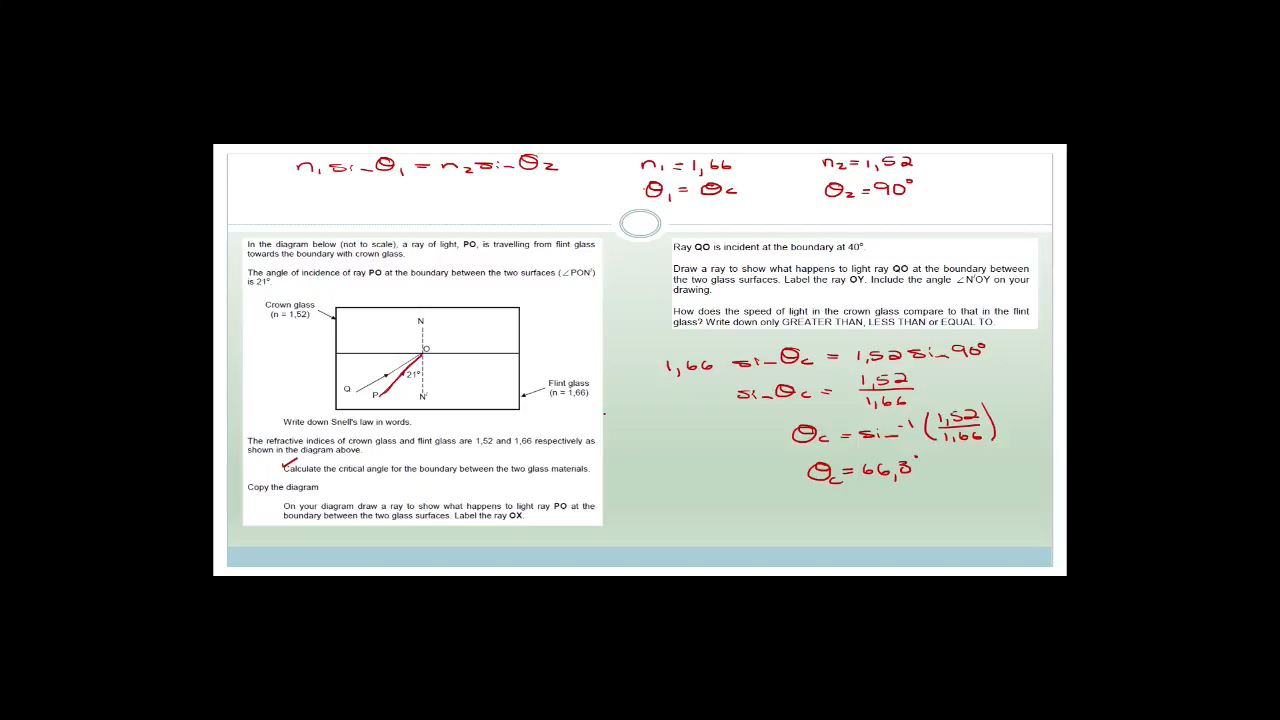 n₁ sin θ₁ = n₂ sin θ₂
n₁ = 1,66
n₂ = 1,52
θ₁ = θc
θ₂ = 90°
In the diagram below (not to scale), a ray of light, PO, is travelling from flint glass
towards the boundary with crown glass.
The angle of incidence of ray PO at the boundary between the two surfaces (∠PON')
is 21°.
Crown glass
(n = 1,52)
N
O
21°
Q
P
N'
Flint glass
(n = 1,66)
Write down Snell's law in words.
The refractive indices of crown glass and flint glass are 1,52 and 1,66 respectively as
shown in the diagram above.
Calculate the critical angle for the boundary between the two glass materials.
Copy the diagram
On your diagram draw a ray to show what happens to light ray PO at the
boundary between the two glass surfaces. Label the ray OX.
Ray QO is incident at the boundary at 40°.
Draw a ray to show what happens to light ray QO at the boundary between
the two glass surfaces. Label the ray OY. Include the angle ∠N'OY on your
drawing.
How does the speed of light in the crown glass compare to that in the flint
glass? Write down only GREATER THAN, LESS THAN or EQUAL TO.
1,66 sin θc = 1,52 sin 90°
sin θc = 1,52/1,66
θc = sin⁻¹ (1,52/1,66)
θc = 66,3°